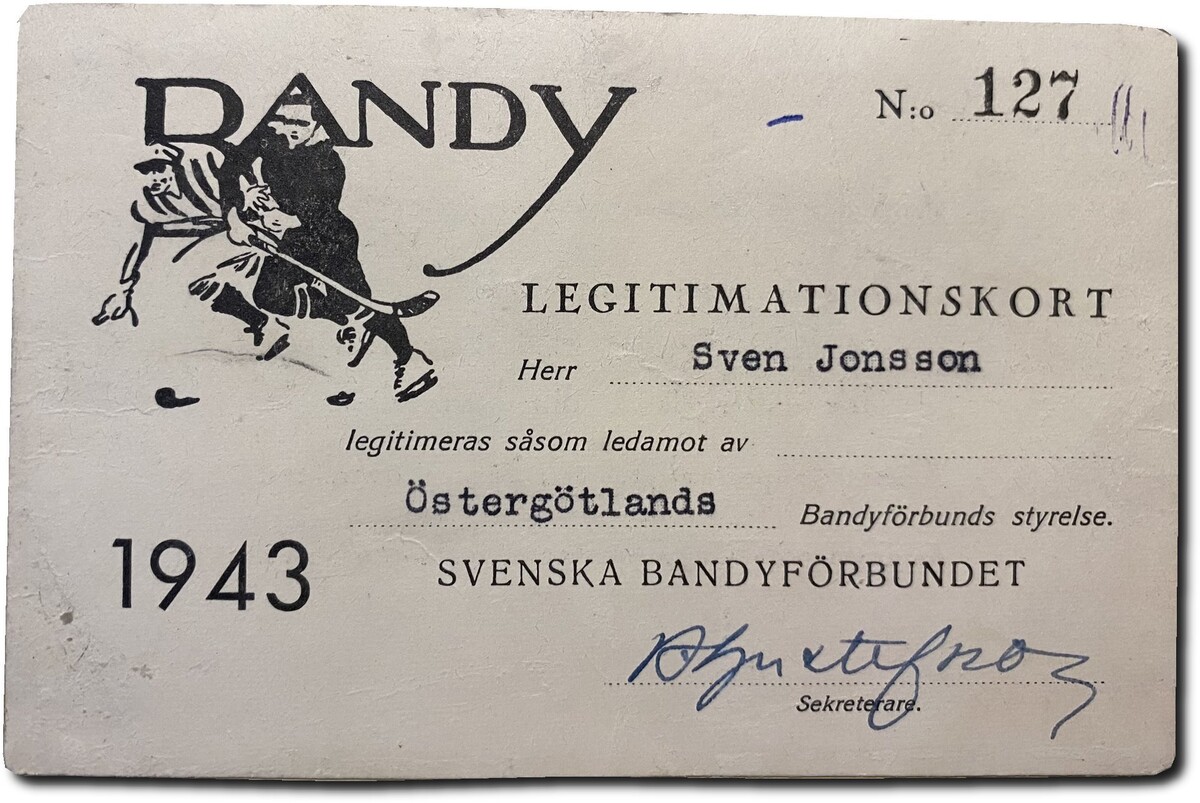 BANDY
N:o 127
LEGITIMATIONSKORT
Herr Sven Jonsson
legitimeras såsom ledamot av
Östergötlands Bandyförbunds styrelse.
1943
SVENSKA BANDYFÖRBUNDET
Sekreterare.